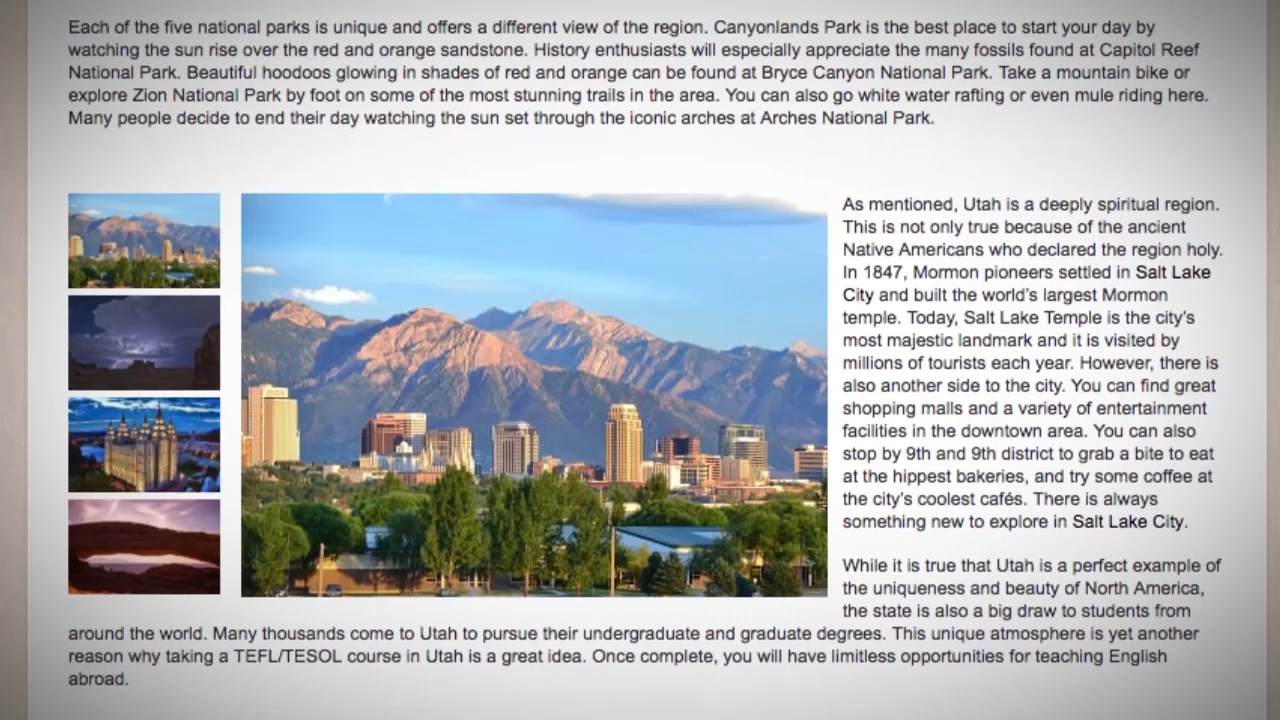 Each of the five national parks is unique and offers a different view of the region. Canyonlands Park is the best place to start your day by
watching the sun rise over the red and orange sandstone. History enthusiasts will especially appreciate the many fossils found at Capitol Reef
National Park. Beautiful hoodoos glowing in shades of red and orange can be found at Bryce Canyon National Park. Take a mountain bike or
explore Zion National Park by foot on some of the most stunning trails in the area. You can also go white water rafting or even mule riding here.
Many people decide to end their day watching the sun set through the iconic arches at Arches National Park.
As mentioned, Utah is a deeply spiritual region.
This is not only true because of the ancient
Native Americans who declared the region holy.
In 1847, Mormon pioneers settled in Salt Lake
City and built the world's largest Mormon
temple. Today, Salt Lake Temple is the city's
most majestic landmark and it is visited by
millions of tourists each year. However, there is
also another side to the city. You can find great
shopping malls and a variety of entertainment
facilities in the downtown area. You can also
stop by 9th and 9th district to grab a bite to eat
at the hippest bakeries, and try some coffee at
the city's coolest cafés. There is always
something new to explore in Salt Lake City.
While it is true that Utah is a perfect example of
the uniqueness and beauty of North America,
the state is also a big draw to students from
around the world. Many thousands come to Utah to pursue their undergraduate and graduate degrees. This unique atmosphere is yet another
reason why taking a TEFL/TESOL course in Utah is a great idea. Once complete, you will have limitless opportunities for teaching English
abroad.